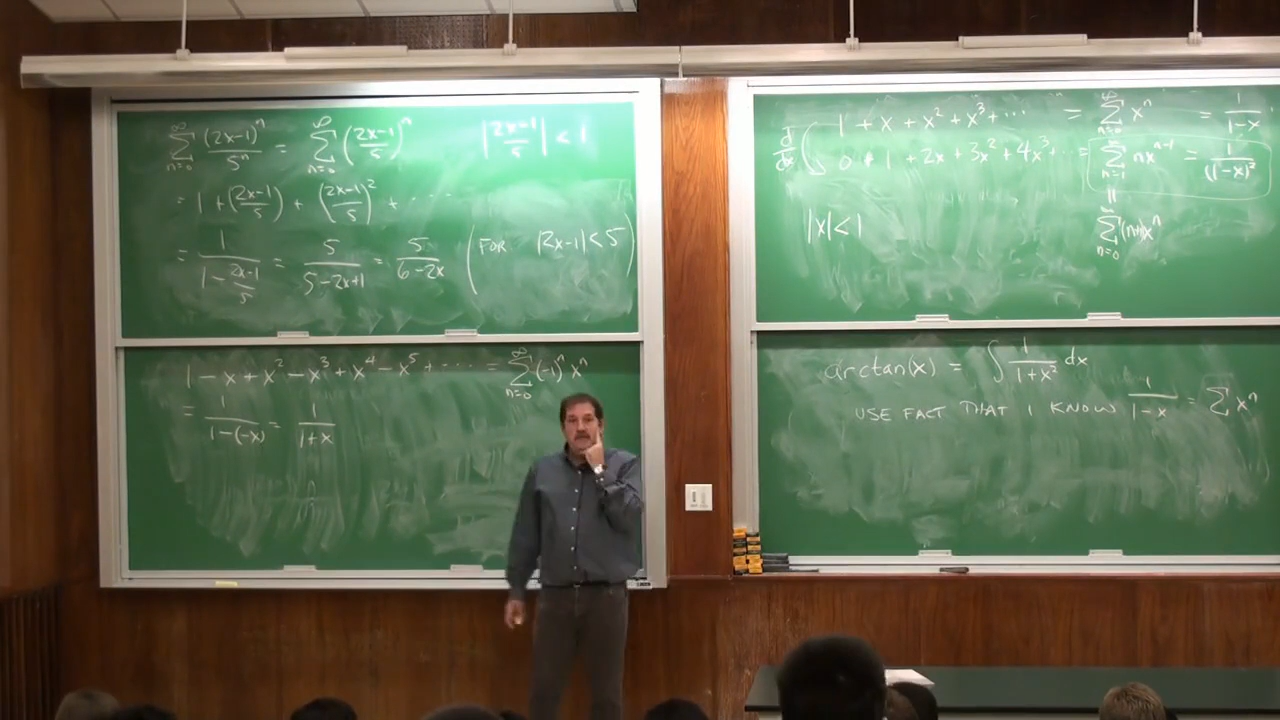 ∞∑n=0 (2x-1)^n/5^n = ∞∑n=0 ((2x-1)/5)^n |(2x-1)/5| < 1
= 1 + ((2x-1)/5) + ((2x-1)/5)^2 + ····
= 1/(1 - (2x-1)/5) = 5/(5-2x+1) = 5/(6-2x) (FOR |2x-1| < 5)
1 - x + x^2 - x^3 + x^4 - x^5 + ···· = ∞∑n=0 (-1)^n x^n
= 1/(1-(-x)) = 1/(1+x)
1 + x + x^2 + x^3 + ··· = ∞∑n=0 x^n = 1/(1-x)
d/dx ( 0 + 1 + 2x + 3x^2 + 4x^3 + ··· = ∞∑n=1 nx^(n-1) = 1/(1-x)^2
||
|x| < 1 ∞∑n=0 (n+1)x^n
arctan(x) = ∫ 1/(1+x^2) dx
USE FACT THAT I KNOW 1/(1-x) = ∑ x^n